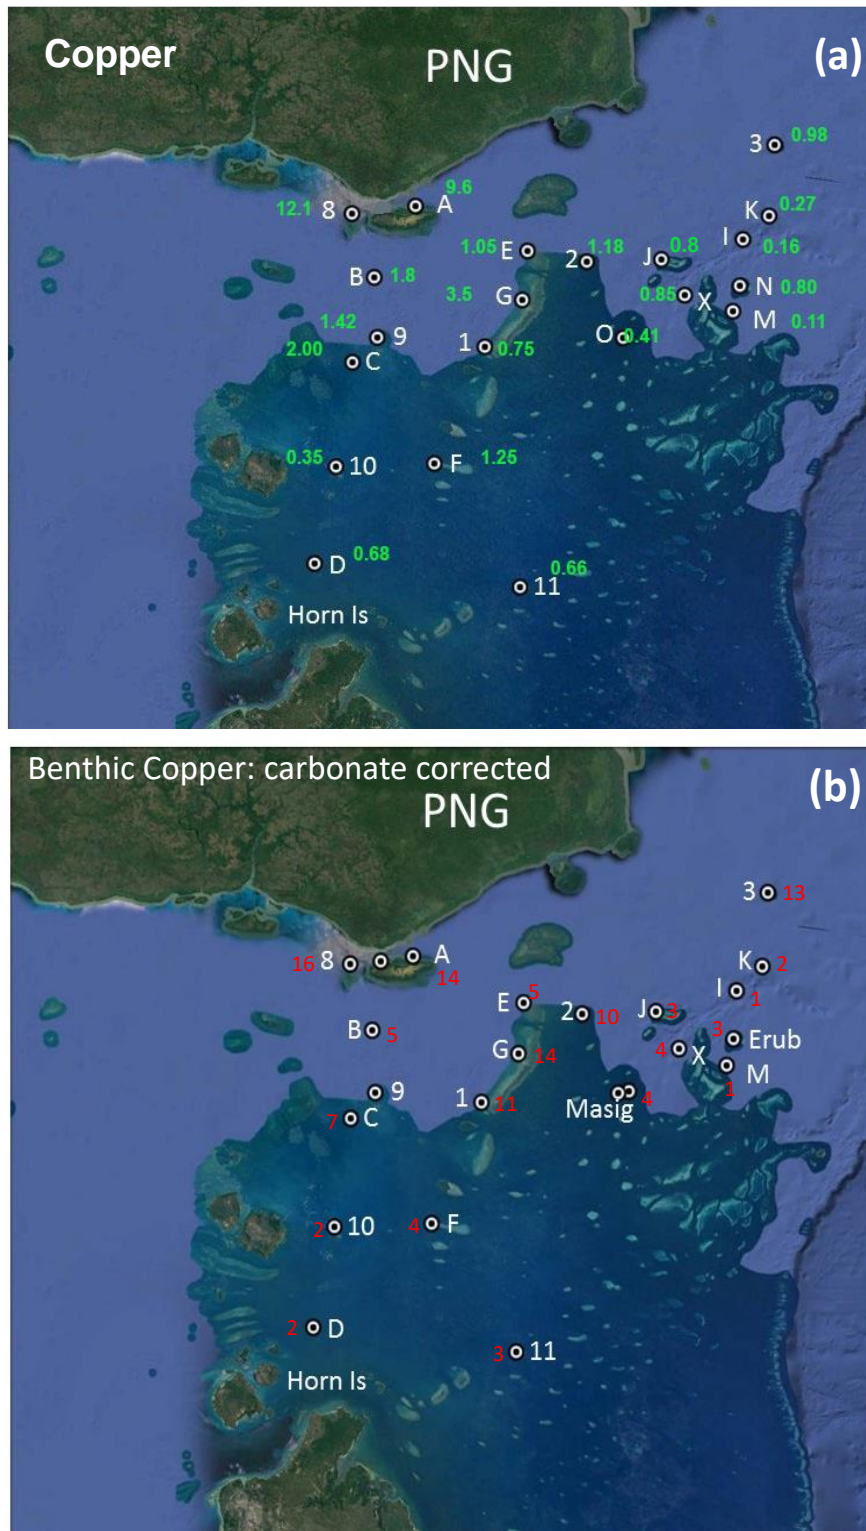 Copper
PNG
(a)
3 0.98
9.6
12.1 8
A
K 0.27
I 0.16
1.05 E
2 1.18
J 0.8
B 1.8
3.5 G
0.85 X
N 0.80
M 0.11
1.42 9
2.00 C
1 0.75
O 0.41
0.35 10
F 1.25
D 0.68
0.66
11
Horn Is
Benthic Copper: carbonate corrected
(b)
PNG
3 13
16 8
A
14
K 2
I 1
E 5
2 10
J 3
B 5
3 Erub
G 14
4 X
M
1
9
7 C
1 11
Masig 4
2 10
4 F
2 D
3 11
Horn Is